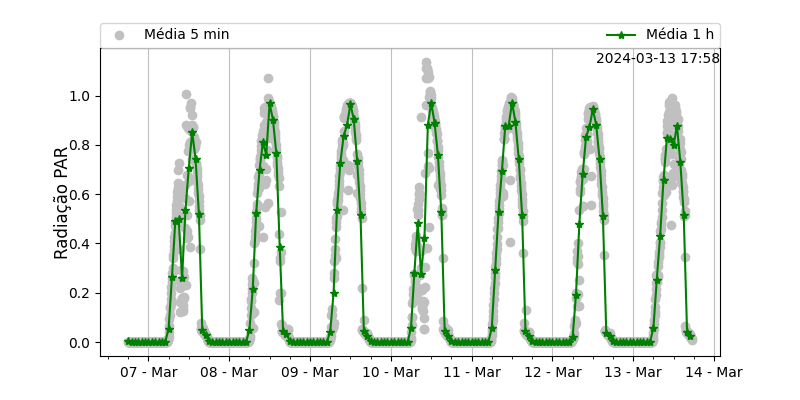 Média 5 min
Média 1 h
2024-03-13 17:58
Radiação PAR
1.0
0.8
0.6
0.4
0.2
0.0
07 - Mar
08 - Mar
09 - Mar
10 - Mar
11 - Mar
12 - Mar
13 - Mar
14 - Mar